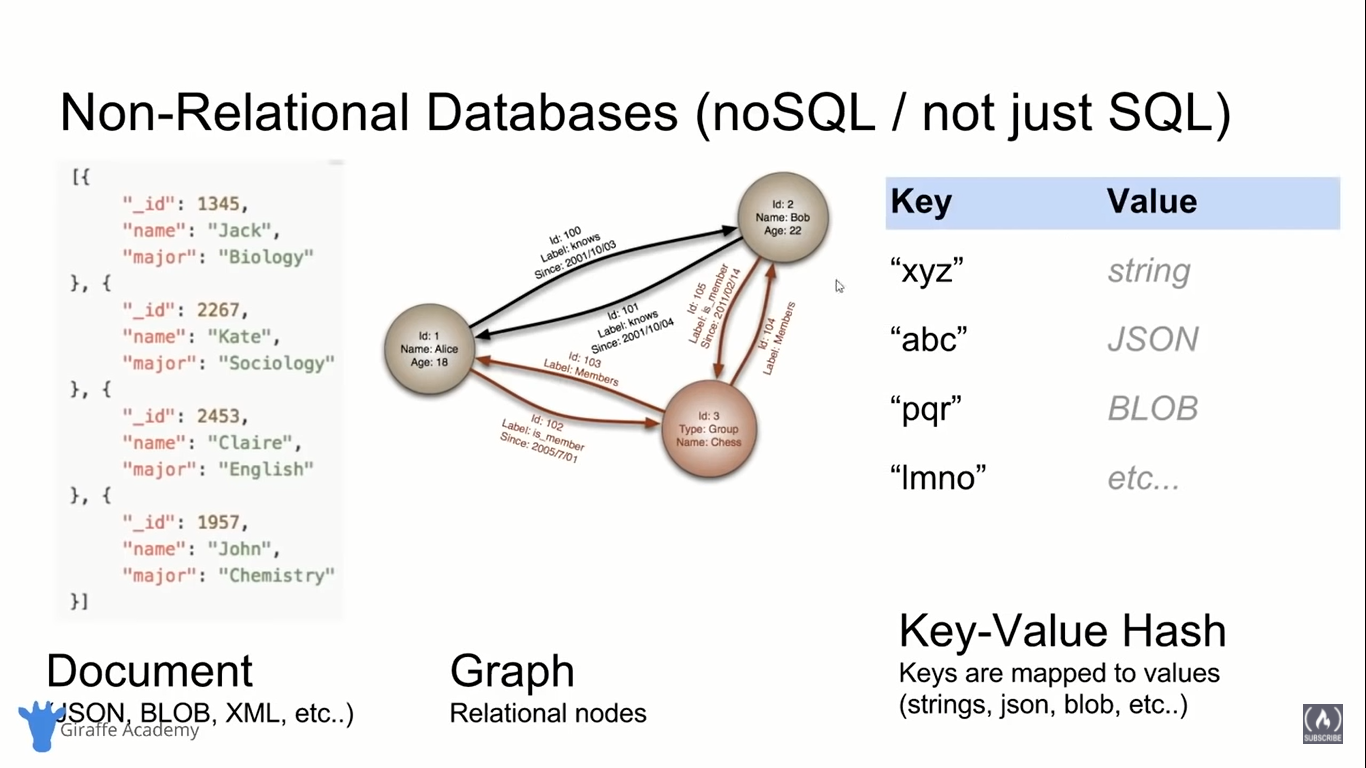 Non-Relational Databases (noSQL / not just SQL)
[{
"_id": 1345,
"name": "Jack",
"major": "Biology"
}, {
"_id": 2267,
"name": "Kate",
"major": "Sociology"
}, {
"_id": 2453,
"name": "Claire",
"major": "English"
}, {
"_id": 1957,
"name": "John",
"major": "Chemistry"
}]
Document
(JSON, BLOB, XML, etc..)
Giraffe Academy
Id: 1
Name: Alice
Age: 18
Id: 100
Label: knows
Since: 2001/10/03
Id: 2
Name: Bob
Age: 22
Id: 101
Label: knows
Since: 2001/10/04
Id: 105
Label: is_member
Since: 2011/02/14
Id: 104
Label: Members
Id: 103
Label: Members
Id: 102
Label: is_member
Since: 2005/7/01
Id: 3
Type: Group
Name: Chess
Graph
Relational nodes
Key Value
“xyz” string
“abc” JSON
“pqr” BLOB
“lmno” etc...
Key-Value Hash
Keys are mapped to values
(strings, json, blob, etc..)
SUBSCRIBE